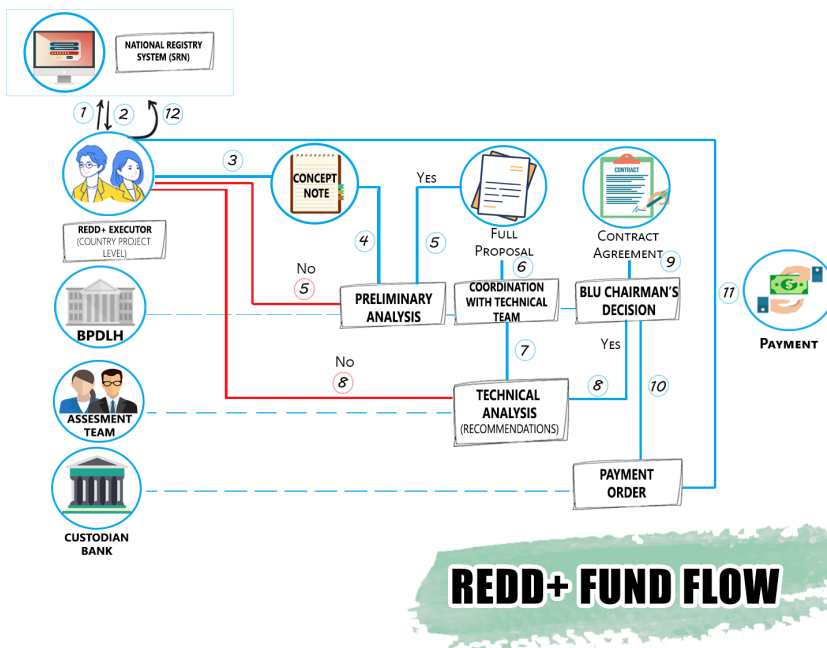 NATIONAL REGISTRY
SYSTEM (SRN)
1
2
12
3
CONCEPT
NOTE
YES
FULL
PROPOSAL
CONTRACT
CONTRACT
AGREEMENT
REDD+ EXECUTOR
(COUNTRY PROJECT
LEVEL)
4
5
6
9
NO
5
PRELIMINARY
ANALYSIS
COORDINATION
WITH TECHNICAL
TEAM
BLU CHAIRMAN'S
DECISION
11
BPDLH
PAYMENT
7
YES
NO
8
8
10
TECHNICAL
ANALYSIS
(RECOMMENDATIONS)
ASSESMENT
TEAM
PAYMENT
ORDER
CUSTODIAN
BANK
REDD+ FUND FLOW